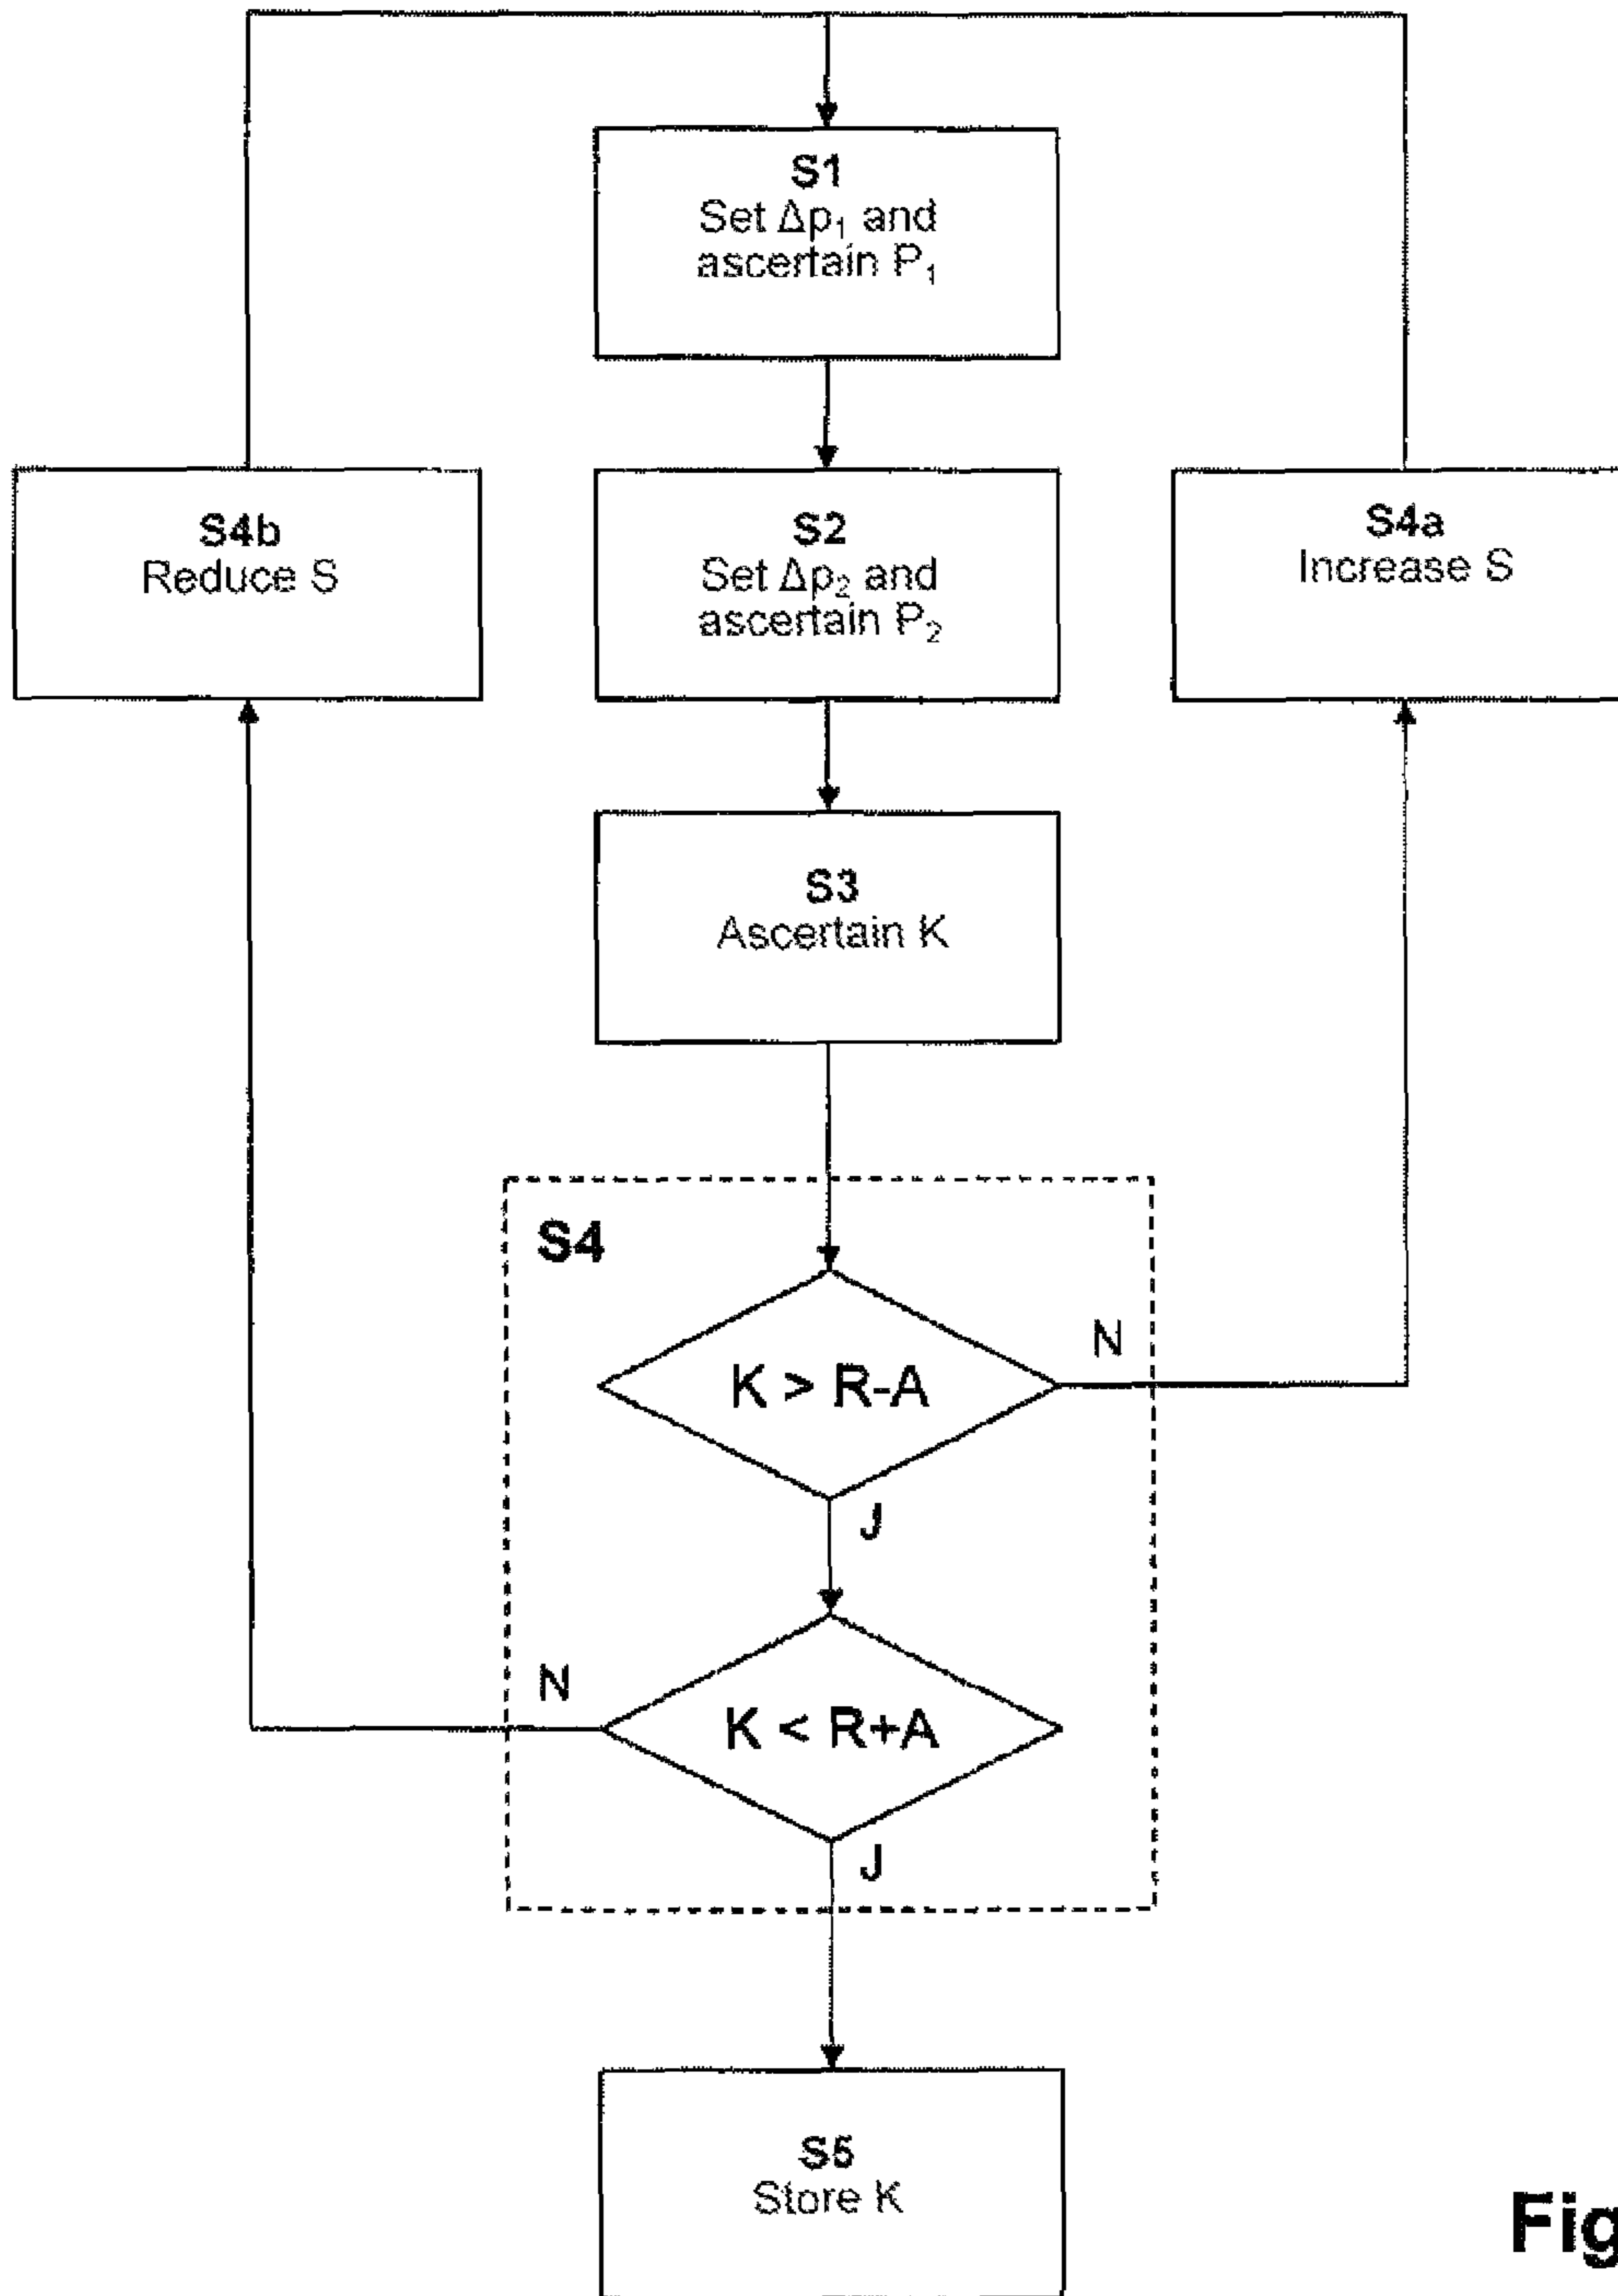 S1
Set Δp₁ and
ascertain P₁
S4b
Reduce S
S2
Set Δp₂ and
ascertain P₂
S4a
Increase S
S3
Ascertain K
S4
K > R-A
N
J
K < R+A
N
J
S5
Store K
Fig